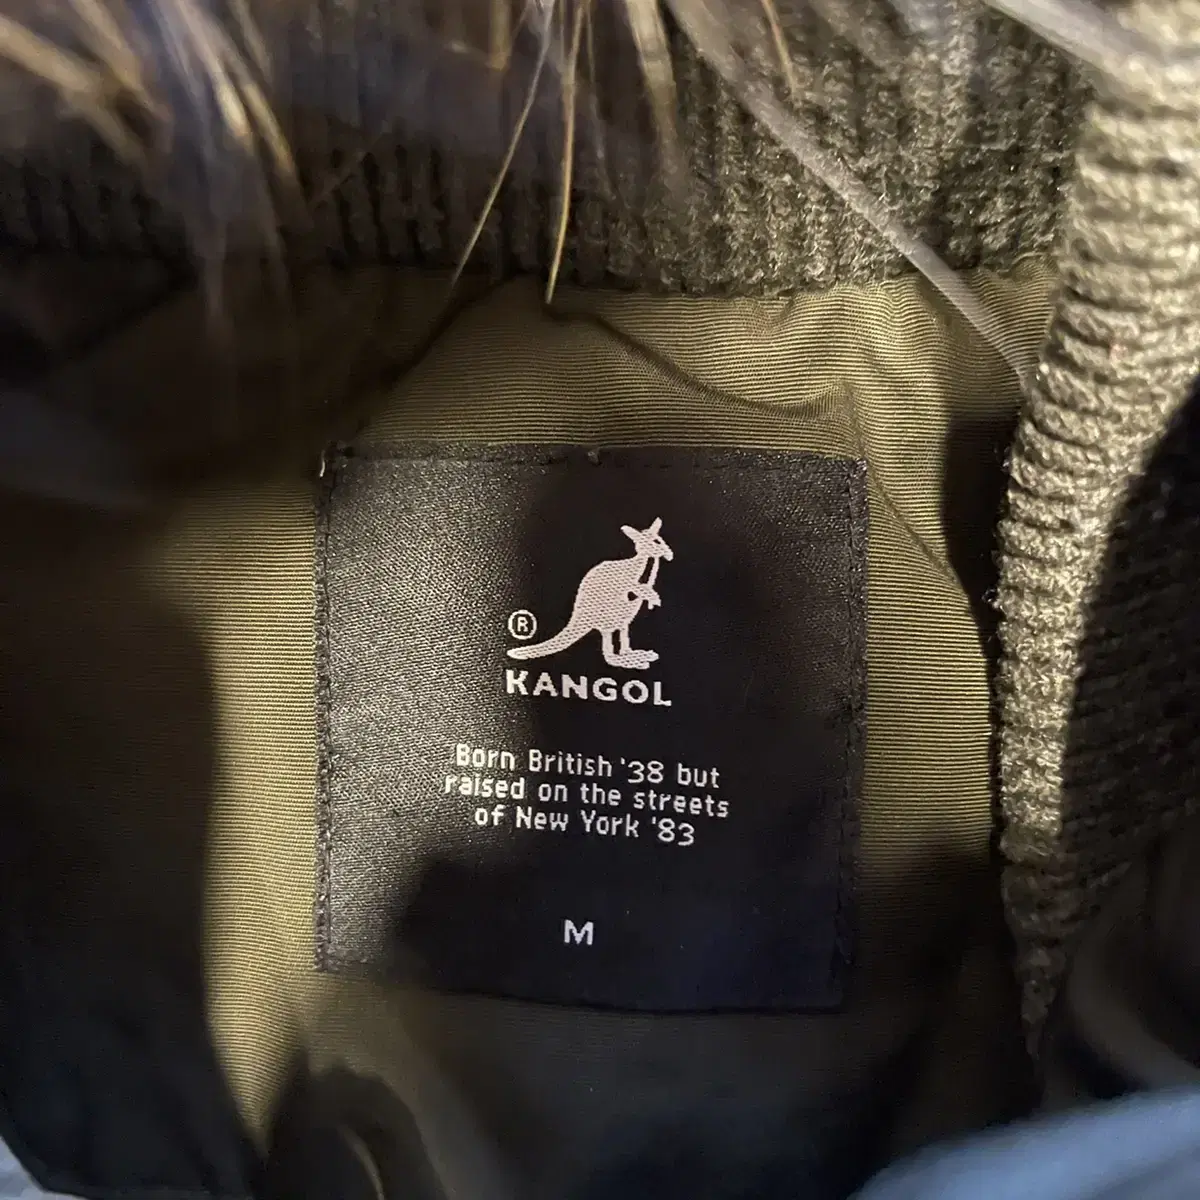 ®
KANGOL
Born British '38 but
raised on the streets
of New York '83
M